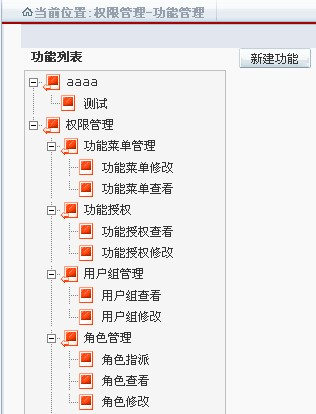 当前位置:权限管理-功能管理
功能列表
新建功能
aaaa
测试
权限管理
功能菜单管理
功能菜单修改
功能菜单查看
功能授权
功能授权查看
功能授权修改
用户组管理
用户组查看
用户组修改
角色管理
角色指派
角色查看
角色修改